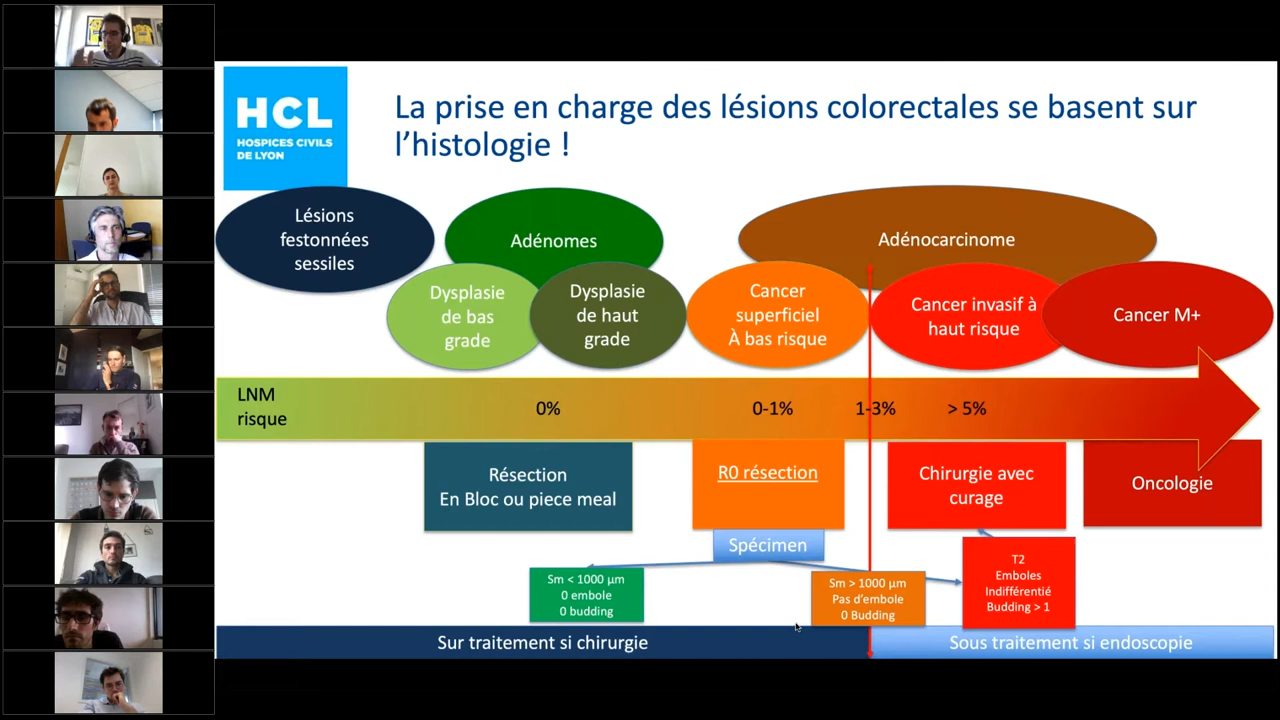 HCL
HOSPICES CIVILS
DE LYON
La prise en charge des lésions colorectales se basent sur
l'histologie !
Lésions
festonnées
sessiles
Adénomes
Adénocarcinome
Dysplasie
de bas
grade
Dysplasie
de haut
grade
Cancer
superficiel
À bas risque
Cancer invasif à
haut risque
Cancer M+
LNM
risque
0%
0-1%
1-3%
> 5%
Résection
En Bloc ou piece meal
R0 résection
Chirurgie avec
curage
Oncologie
Spécimen
Sm < 1000 µm
0 embole
0 budding
Sm > 1000 µm
Pas d'embole
0 Budding
T2
Emboles
Indifférentié
Budding > 1
Sur traitement si chirurgie
Sous traitement si endoscopie